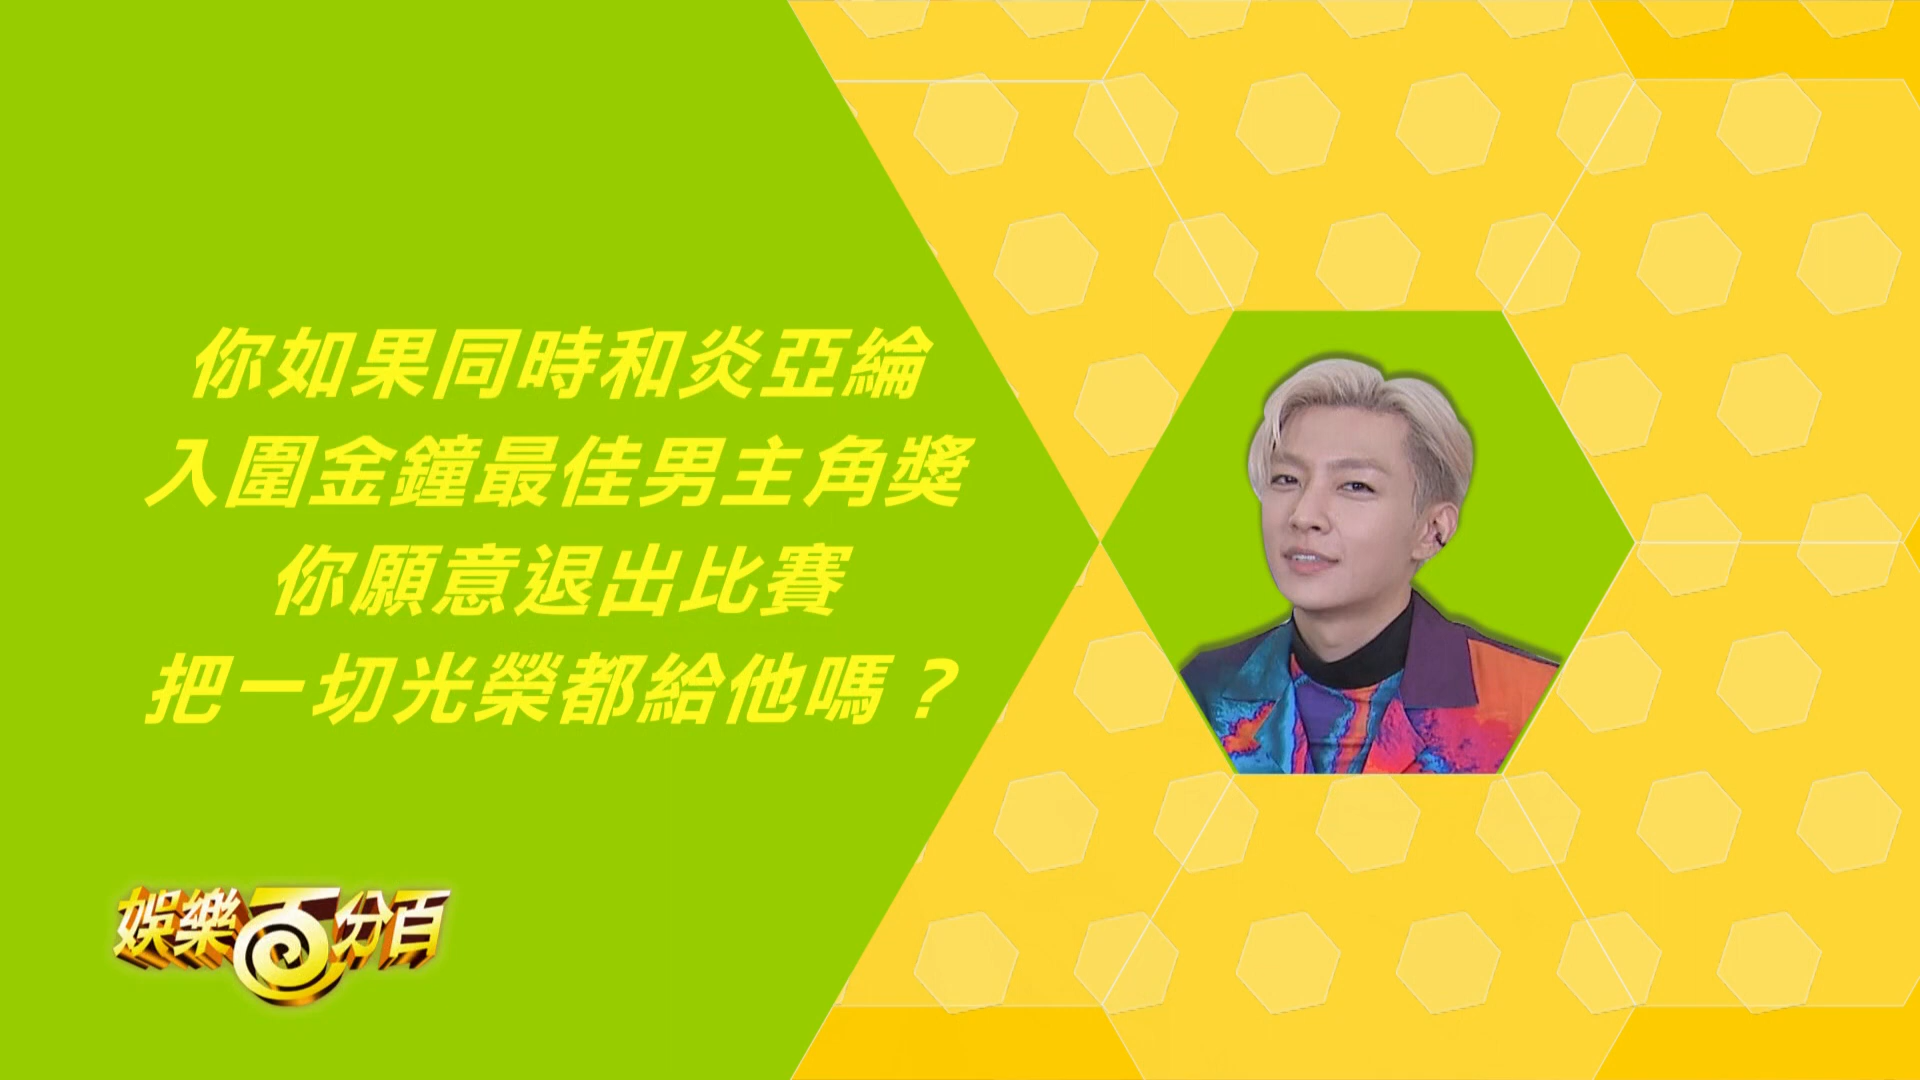 你如果同時和炎亞綸
入圍金鐘最佳男主角獎
你願意退出比賽
把一切光榮都給他嗎？
娛樂百分百